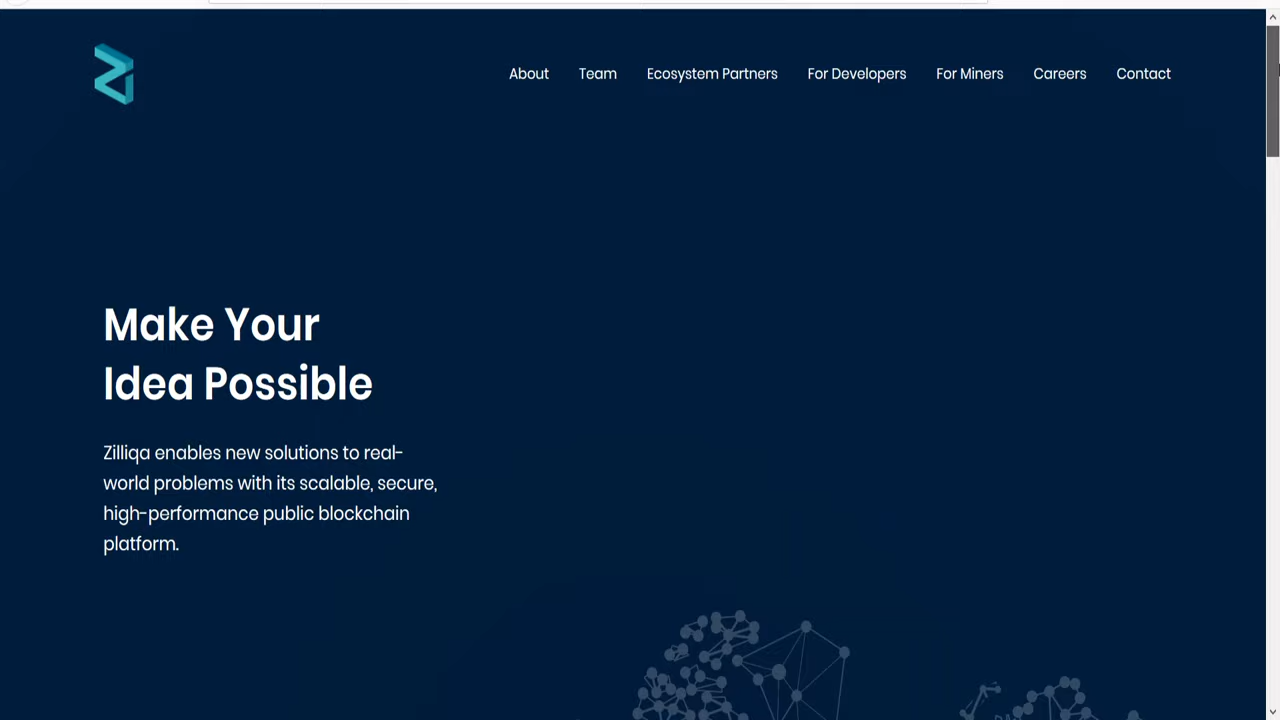 About Team Ecosystem Partners For Developers For Miners Careers Contact
Make Your
Idea Possible
Zilliqa enables new solutions to real-
world problems with its scalable, secure,
high-performance public blockchain
platform.